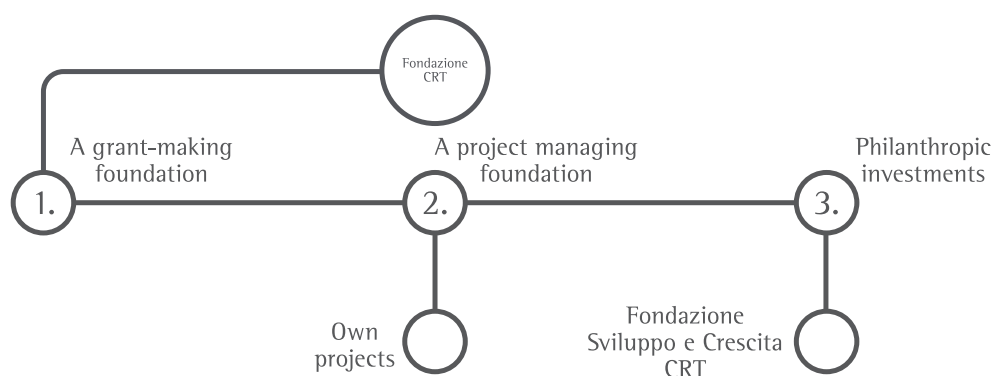 Fondazione
CRT
A grant-making
foundation
A project managing
foundation
Philanthropic
investments
1.
2.
3.
Own
projects
Fondazione
Sviluppo e Crescita
CRT